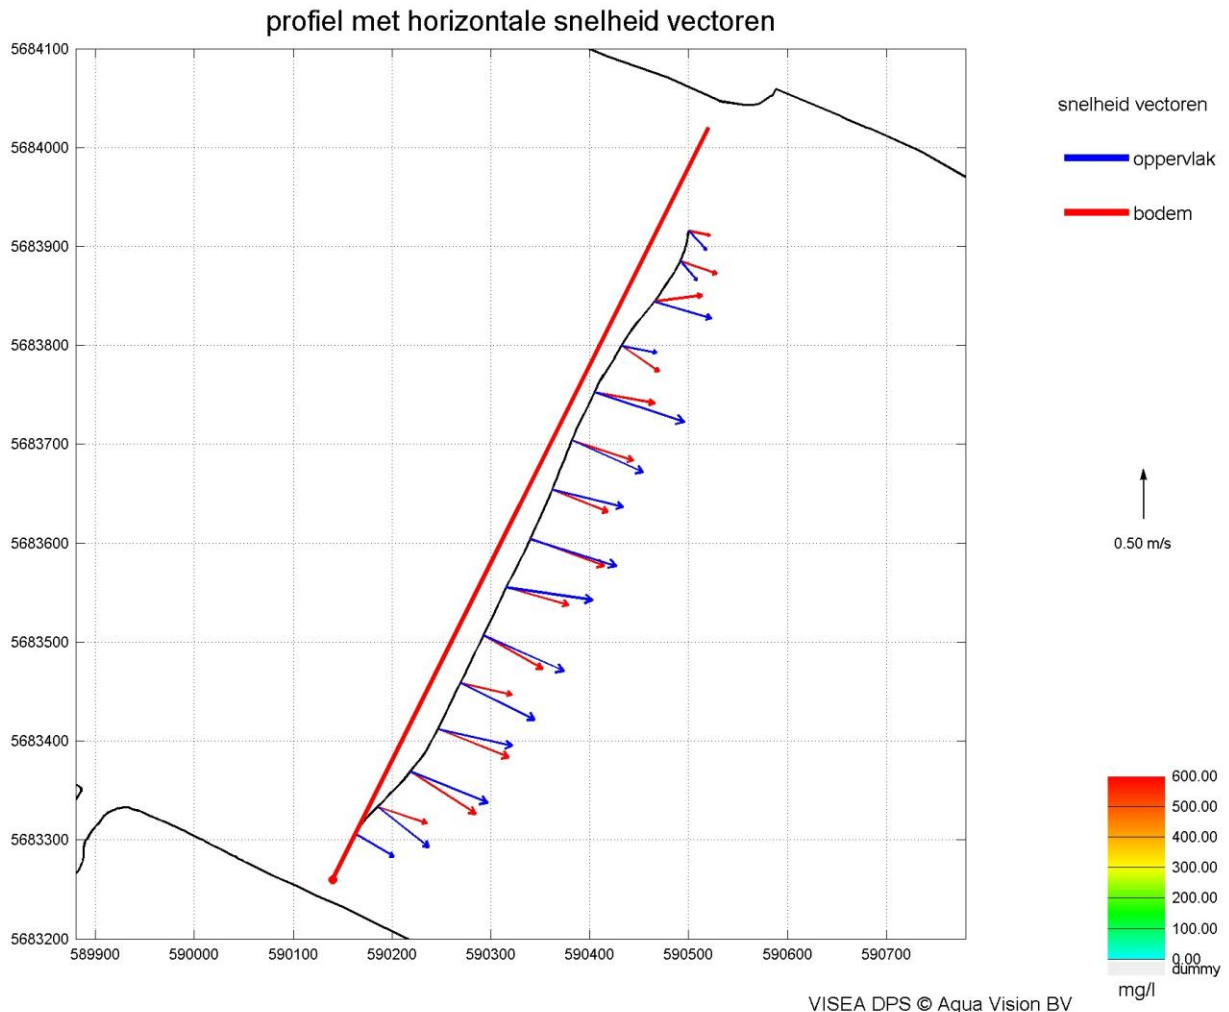 profiel met horizontale snelheid vectoren
5684100
5684000
5683900
5683800
5683700
5683600
5683500
5683400
5683300
5683200
589900 590000 590100 590200 590300 590400 590500 590600 590700
snelheid vectoren
oppervlak
bodem
0.50 m/s
600.00
500.00
400.00
300.00
200.00
100.00
0.00
dummy
mg/l
VISEA DPS © Aqua Vision BV